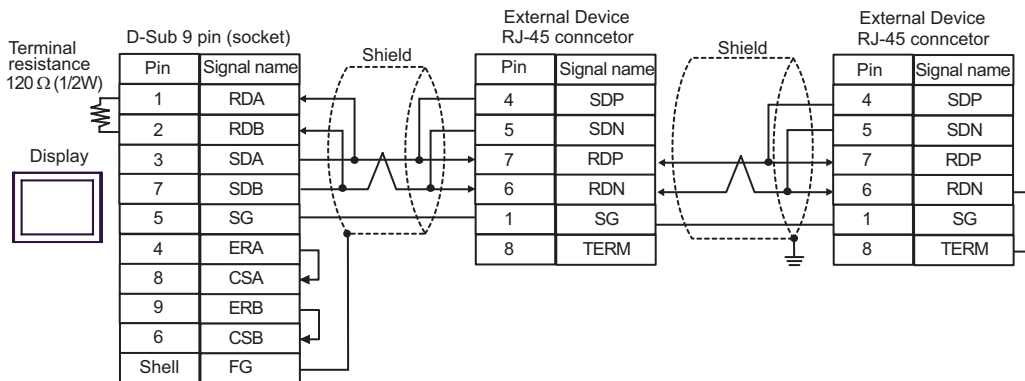 External Device
RJ-45 conncetor
External Device
RJ-45 conncetor
Terminal
resistance
120 Ω (1/2W)
D-Sub 9 pin (socket)
Shield
Shield
Display
Pin Signal name
1 RDA
2 RDB
3 SDA
7 SDB
5 SG
4 ERA
8 CSA
9 ERB
6 CSB
Shell FG
Pin Signal name
4 SDP
5 SDN
7 RDP
6 RDN
1 SG
8 TERM
Pin Signal name
4 SDP
5 SDN
7 RDP
6 RDN
1 SG
8 TERM